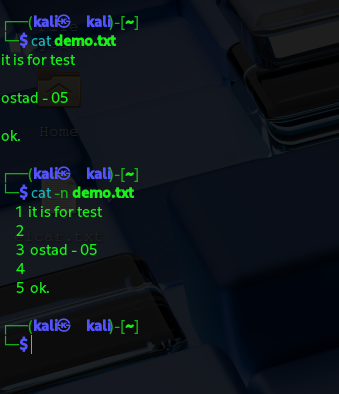 ┌──(kali㉿kali)-[~]
└─$ cat demo.txt
it is for test

ostad - 05

ok.

┌──(kali㉿kali)-[~]
└─$ cat -n demo.txt
1 it is for test
2
3 ostad - 05
4
5 ok.

┌──(kali㉿kali)-[~]
└─$
Home